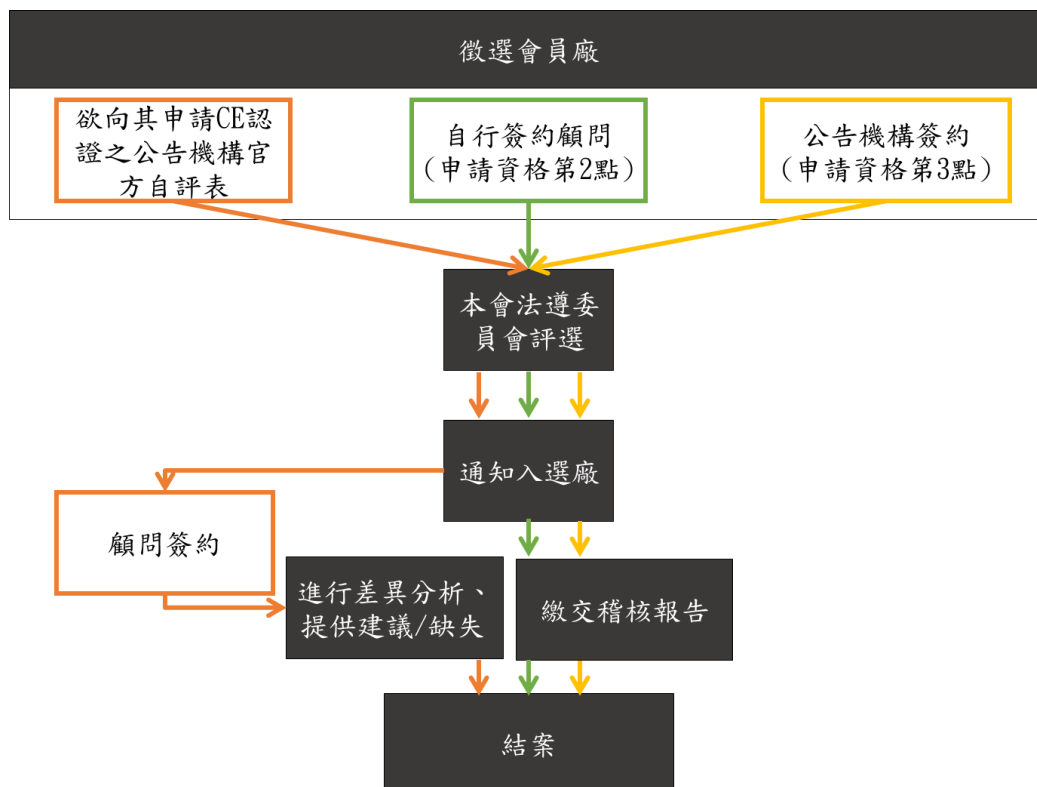 徵選會員廠
欲向其申請CE認
證之公告機構官
方自評表
自行簽約顧問
（申請資格第2點）
公告機構簽約
（申請資格第3點）
本會法遵委
員會評選
通知入選廠
顧問簽約
進行差異分析、
提供建議/缺失
繳交稽核報告
結案